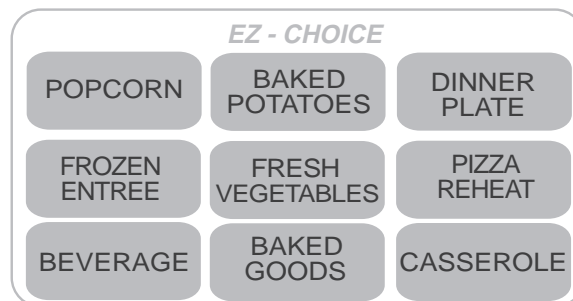 EZ - CHOICE
POPCORN
BAKED
POTATOES
DINNER
PLATE
FROZEN
ENTREE
FRESH
VEGETABLES
PIZZA
REHEAT
BEVERAGE
BAKED
GOODS
CASSEROLE